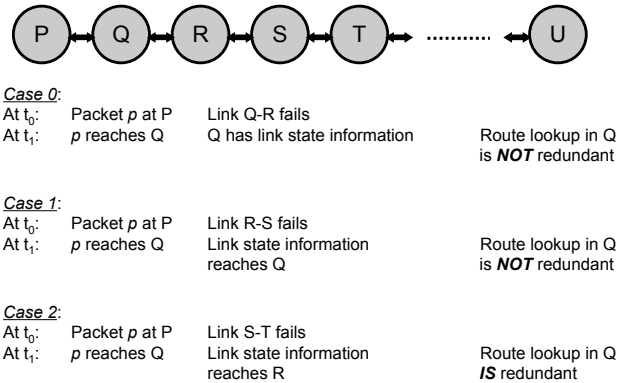 P Q R S T ............ U
Case 0:
At t0: Packet p at P Link Q-R fails
At t1: p reaches Q Q has link state information Route lookup in Q
is NOT redundant
Case 1:
At t0: Packet p at P Link R-S fails
At t1: p reaches Q Link state information Route lookup in Q
reaches Q is NOT redundant
Case 2:
At t0: Packet p at P Link S-T fails
At t1: p reaches Q Link state information Route lookup in Q
reaches R IS redundant